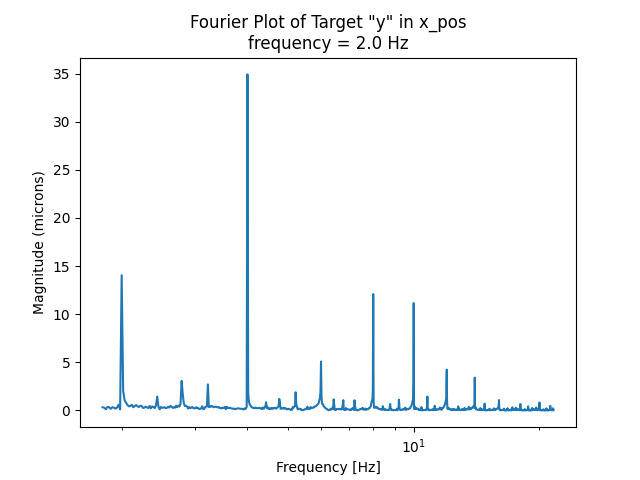 Fourier Plot of Target "y" in x_pos
frequency = 2.0 Hz
35
30
25
20
15
10
5
0
Magnitude (microns)
10¹
Frequency [Hz]